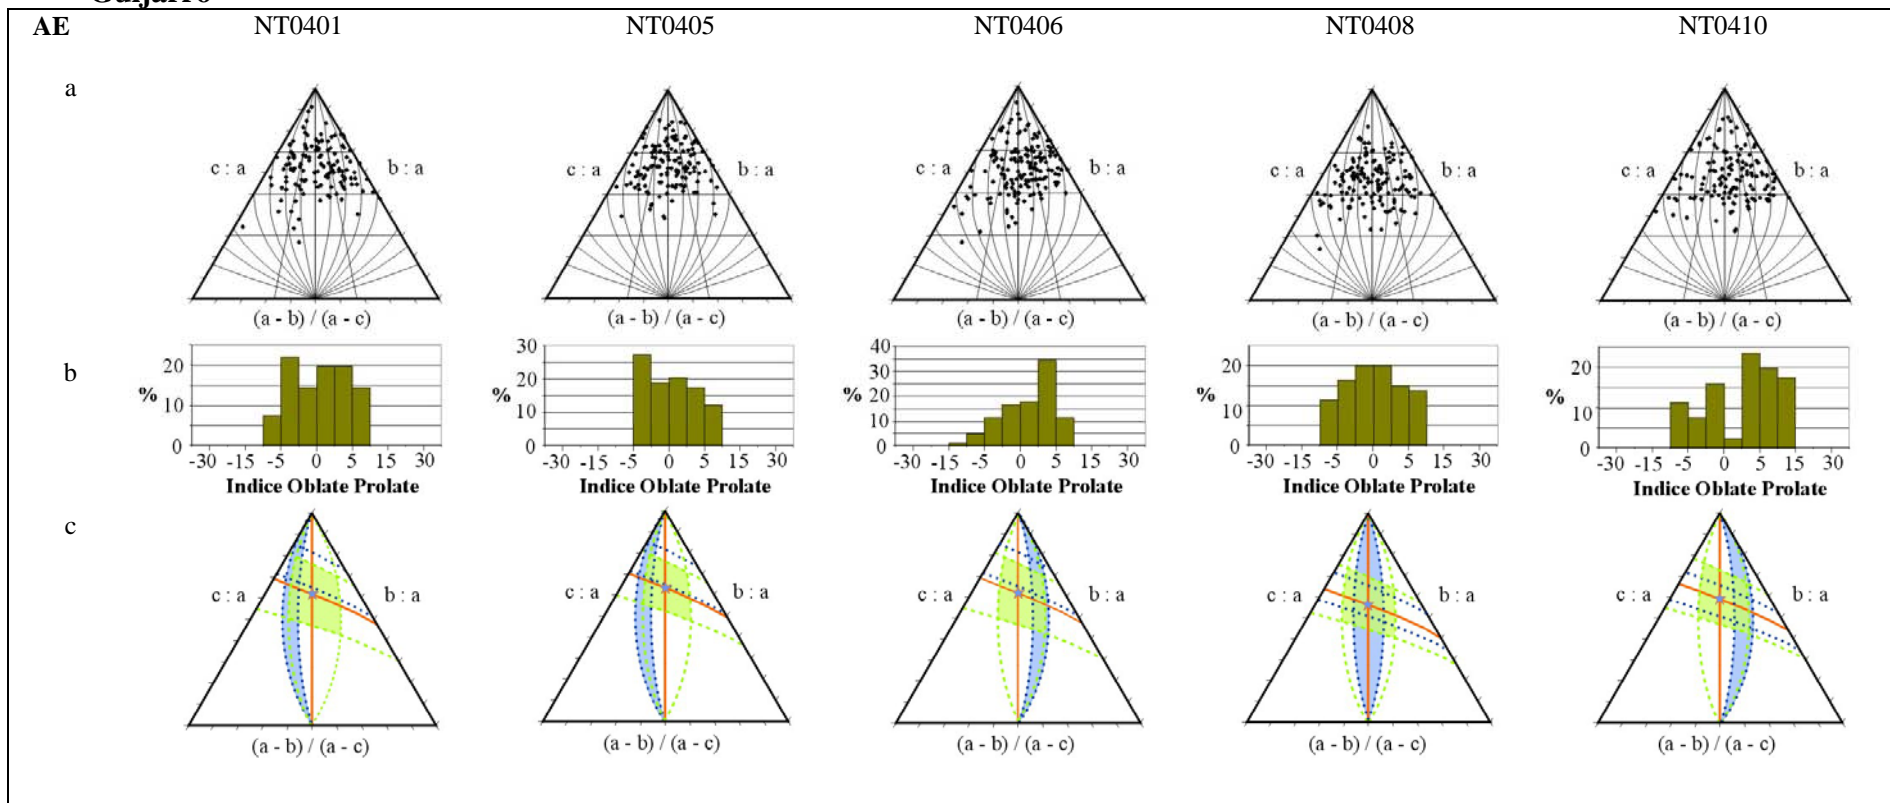 AE NT0401 NT0405 NT0406 NT0408 NT0410
a
c : a b : a c : a b : a c : a b : a c : a b : a c : a b : a
(a - b) / (a - c) (a - b) / (a - c) (a - b) / (a - c) (a - b) / (a - c) (a - b) / (a - c)
b
% 20 10 0
-30 -15 -5 0 5 15 30
Indice Oblate Prolate
% 30 20 10 0
-30 -15 -5 0 5 15 30
Indice Oblate Prolate
% 40 30 20 10 0
-30 -15 -5 0 5 15 30
Indice Oblate Prolate
% 20 10 0
-30 -15 -5 0 5 15 30
Indice Oblate Prolate
% 20 10 0
-30 -15 -5 0 5 15 30
Indice Oblate Prolate
c
c : a b : a c : a b : a c : a b : a c : a b : a c : a b : a
(a - b) / (a - c) (a - b) / (a - c) (a - b) / (a - c) (a - b) / (a - c) (a - b) / (a - c)